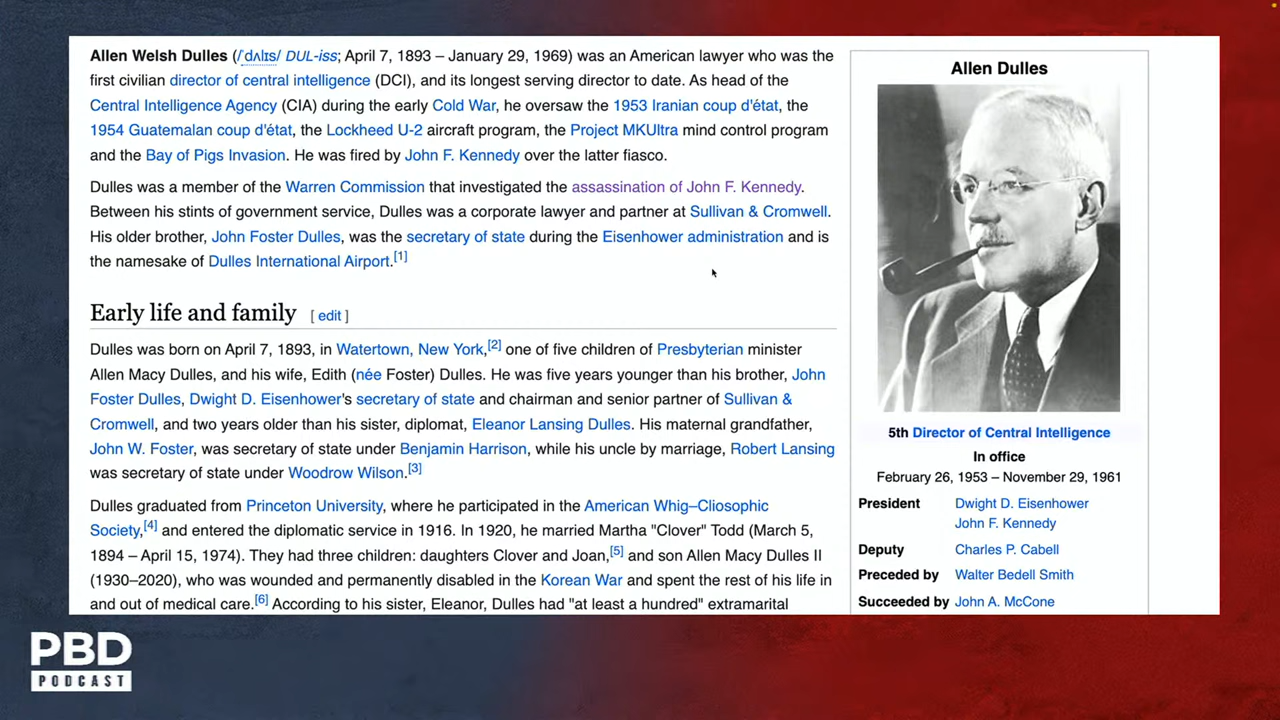 Allen Welsh Dulles (/ˈdʌlɪs/ DUL-iss; April 7, 1893 – January 29, 1969) was an American lawyer who was the
first civilian director of central intelligence (DCI), and its longest serving director to date. As head of the
Central Intelligence Agency (CIA) during the early Cold War, he oversaw the 1953 Iranian coup d'état, the
1954 Guatemalan coup d'état, the Lockheed U-2 aircraft program, the Project MKUltra mind control program
and the Bay of Pigs Invasion. He was fired by John F. Kennedy over the latter fiasco.
Dulles was a member of the Warren Commission that investigated the assassination of John F. Kennedy.
Between his stints of government service, Dulles was a corporate lawyer and partner at Sullivan & Cromwell.
His older brother, John Foster Dulles, was the secretary of state during the Eisenhower administration and is
the namesake of Dulles International Airport.[1]
Early life and family [ edit ]
Dulles was born on April 7, 1893, in Watertown, New York,[2] one of five children of Presbyterian minister
Allen Macy Dulles, and his wife, Edith (née Foster) Dulles. He was five years younger than his brother, John
Foster Dulles, Dwight D. Eisenhower's secretary of state and chairman and senior partner of Sullivan &
Cromwell, and two years older than his sister, diplomat, Eleanor Lansing Dulles. His maternal grandfather,
John W. Foster, was secretary of state under Benjamin Harrison, while his uncle by marriage, Robert Lansing
was secretary of state under Woodrow Wilson.[3]
Dulles graduated from Princeton University, where he participated in the American Whig–Cliosophic
Society,[4] and entered the diplomatic service in 1916. In 1920, he married Martha "Clover" Todd (March 5,
1894 – April 15, 1974). They had three children: daughters Clover and Joan,[5] and son Allen Macy Dulles II
(1930–2020), who was wounded and permanently disabled in the Korean War and spent the rest of his life in
and out of medical care.[6] According to his sister, Eleanor, Dulles had "at least a hundred" extramarital
Allen Dulles
5th Director of Central Intelligence
In office
February 26, 1953 – November 29, 1961
President Dwight D. Eisenhower
John F. Kennedy
Deputy Charles P. Cabell
Preceded by Walter Bedell Smith
Succeeded by John A. McCone
PBD
PODCAST